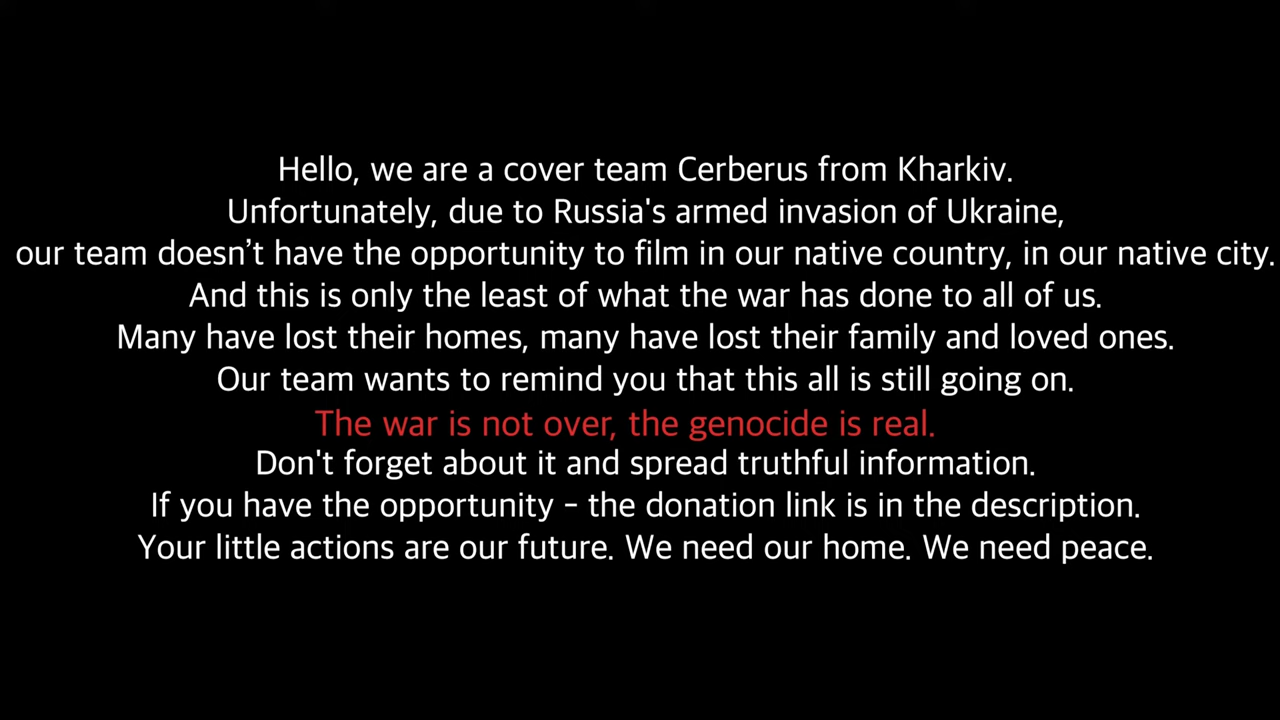 Hello, we are a cover team Cerberus from Kharkiv.
Unfortunately, due to Russia's armed invasion of Ukraine,
our team doesn’t have the opportunity to film in our native country, in our native city.
And this is only the least of what the war has done to all of us.
Many have lost their homes, many have lost their family and loved ones.
Our team wants to remind you that this all is still going on.
The war is not over, the genocide is real.
Don't forget about it and spread truthful information.
If you have the opportunity – the donation link is in the description.
Your little actions are our future. We need our home. We need peace.